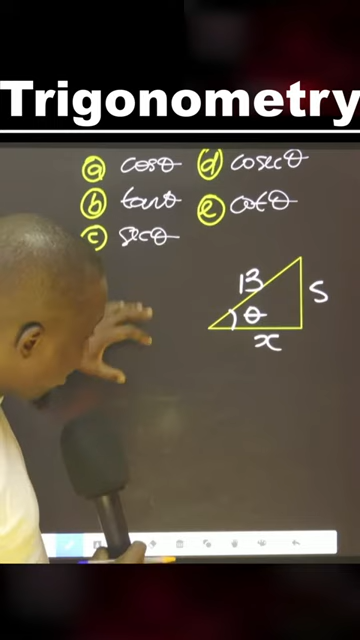 Trigonometry
a cosθ d cosecθ
b tanθ e cotθ
c secθ
13
5
θ
x